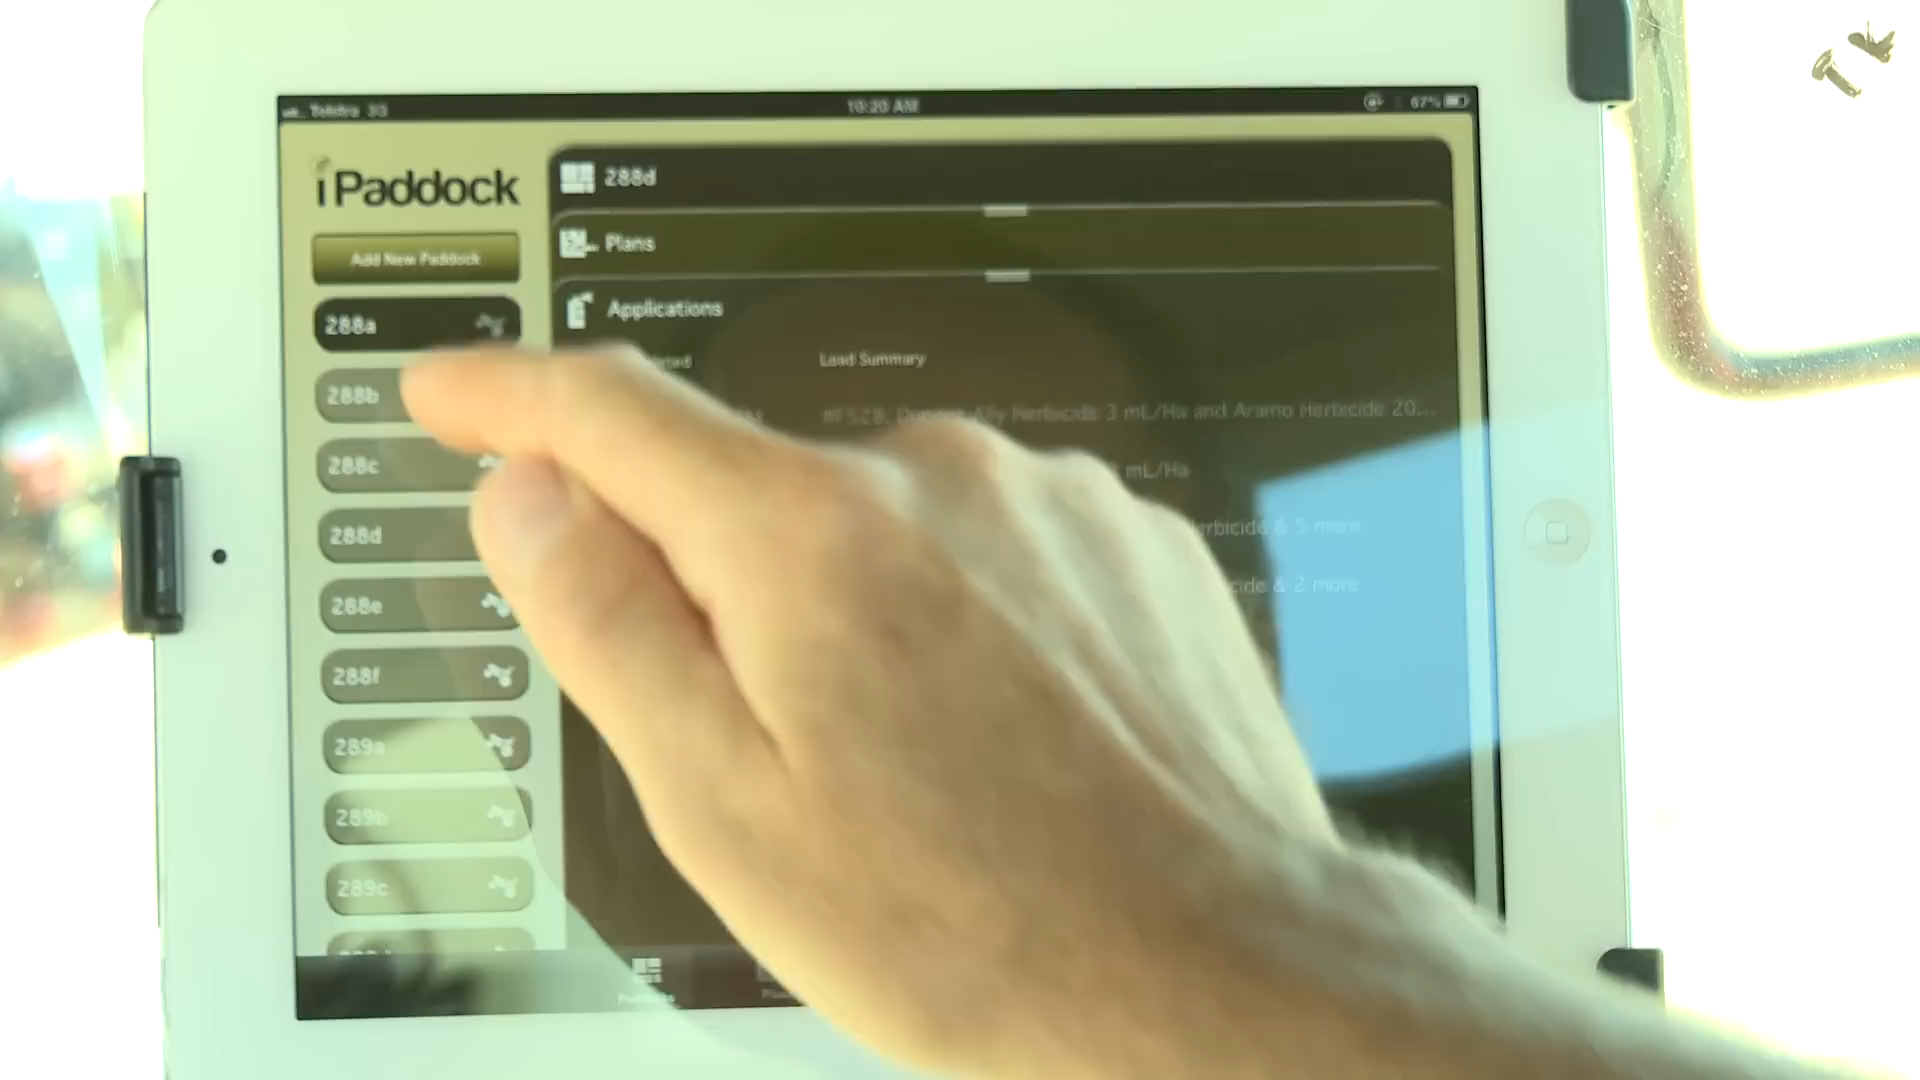 Telstra 3G 10:20 AM 67%
iPaddock
Add New Paddock
288a
288b
288c
288d
288e
288f
289a
289b
289c
288d
Plans
Applications
Load Summary
Ally Herbicide 3 mL/Ha and Aramo Herbicide 20...
mL/Ha
& 5 more
& 2 more
Paddocks